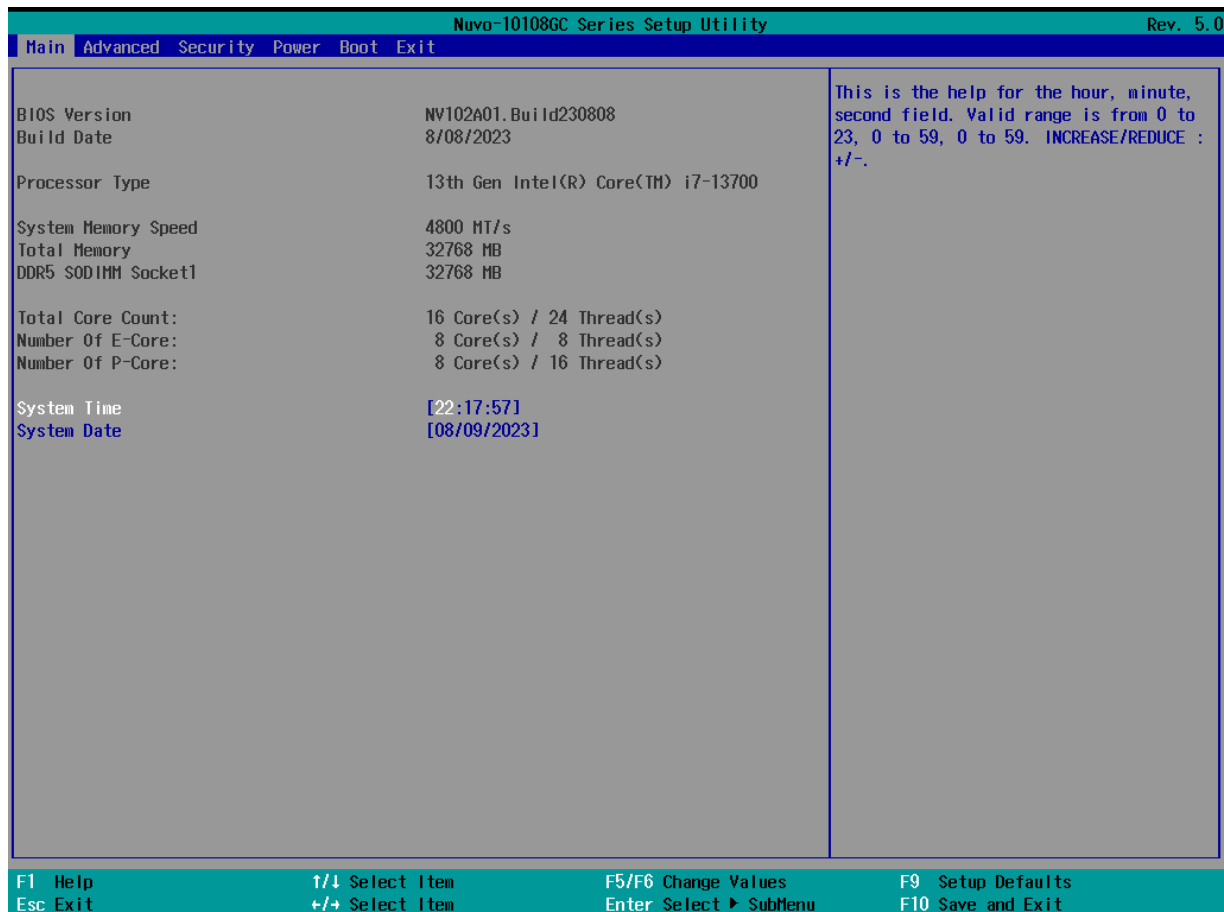 Nuvo-10108GC Series Setup Utility Rev. 5.0
Main Advanced Security Power Boot Exit
BIOS Version NV102A01.Build230808
Build Date 8/08/2023
Processor Type 13th Gen Intel(R) Core(TM) i7-13700
System Memory Speed 4800 MT/s
Total Memory 32768 MB
DDR5 SODIMM Socket1 32768 MB
Total Core Count: 16 Core(s) / 24 Thread(s)
Number Of E-Core: 8 Core(s) / 8 Thread(s)
Number Of P-Core: 8 Core(s) / 16 Thread(s)
System Time [22:17:57]
System Date [08/09/2023]
This is the help for the hour, minute,
second field. Valid range is from 0 to
23, 0 to 59, 0 to 59. INCREASE/REDUCE :
+/-.
F1 Help ↑/↓ Select Item F5/F6 Change Values F9 Setup Defaults
Esc Exit ←/→ Select Item Enter Select ▶ SubMenu F10 Save and Exit